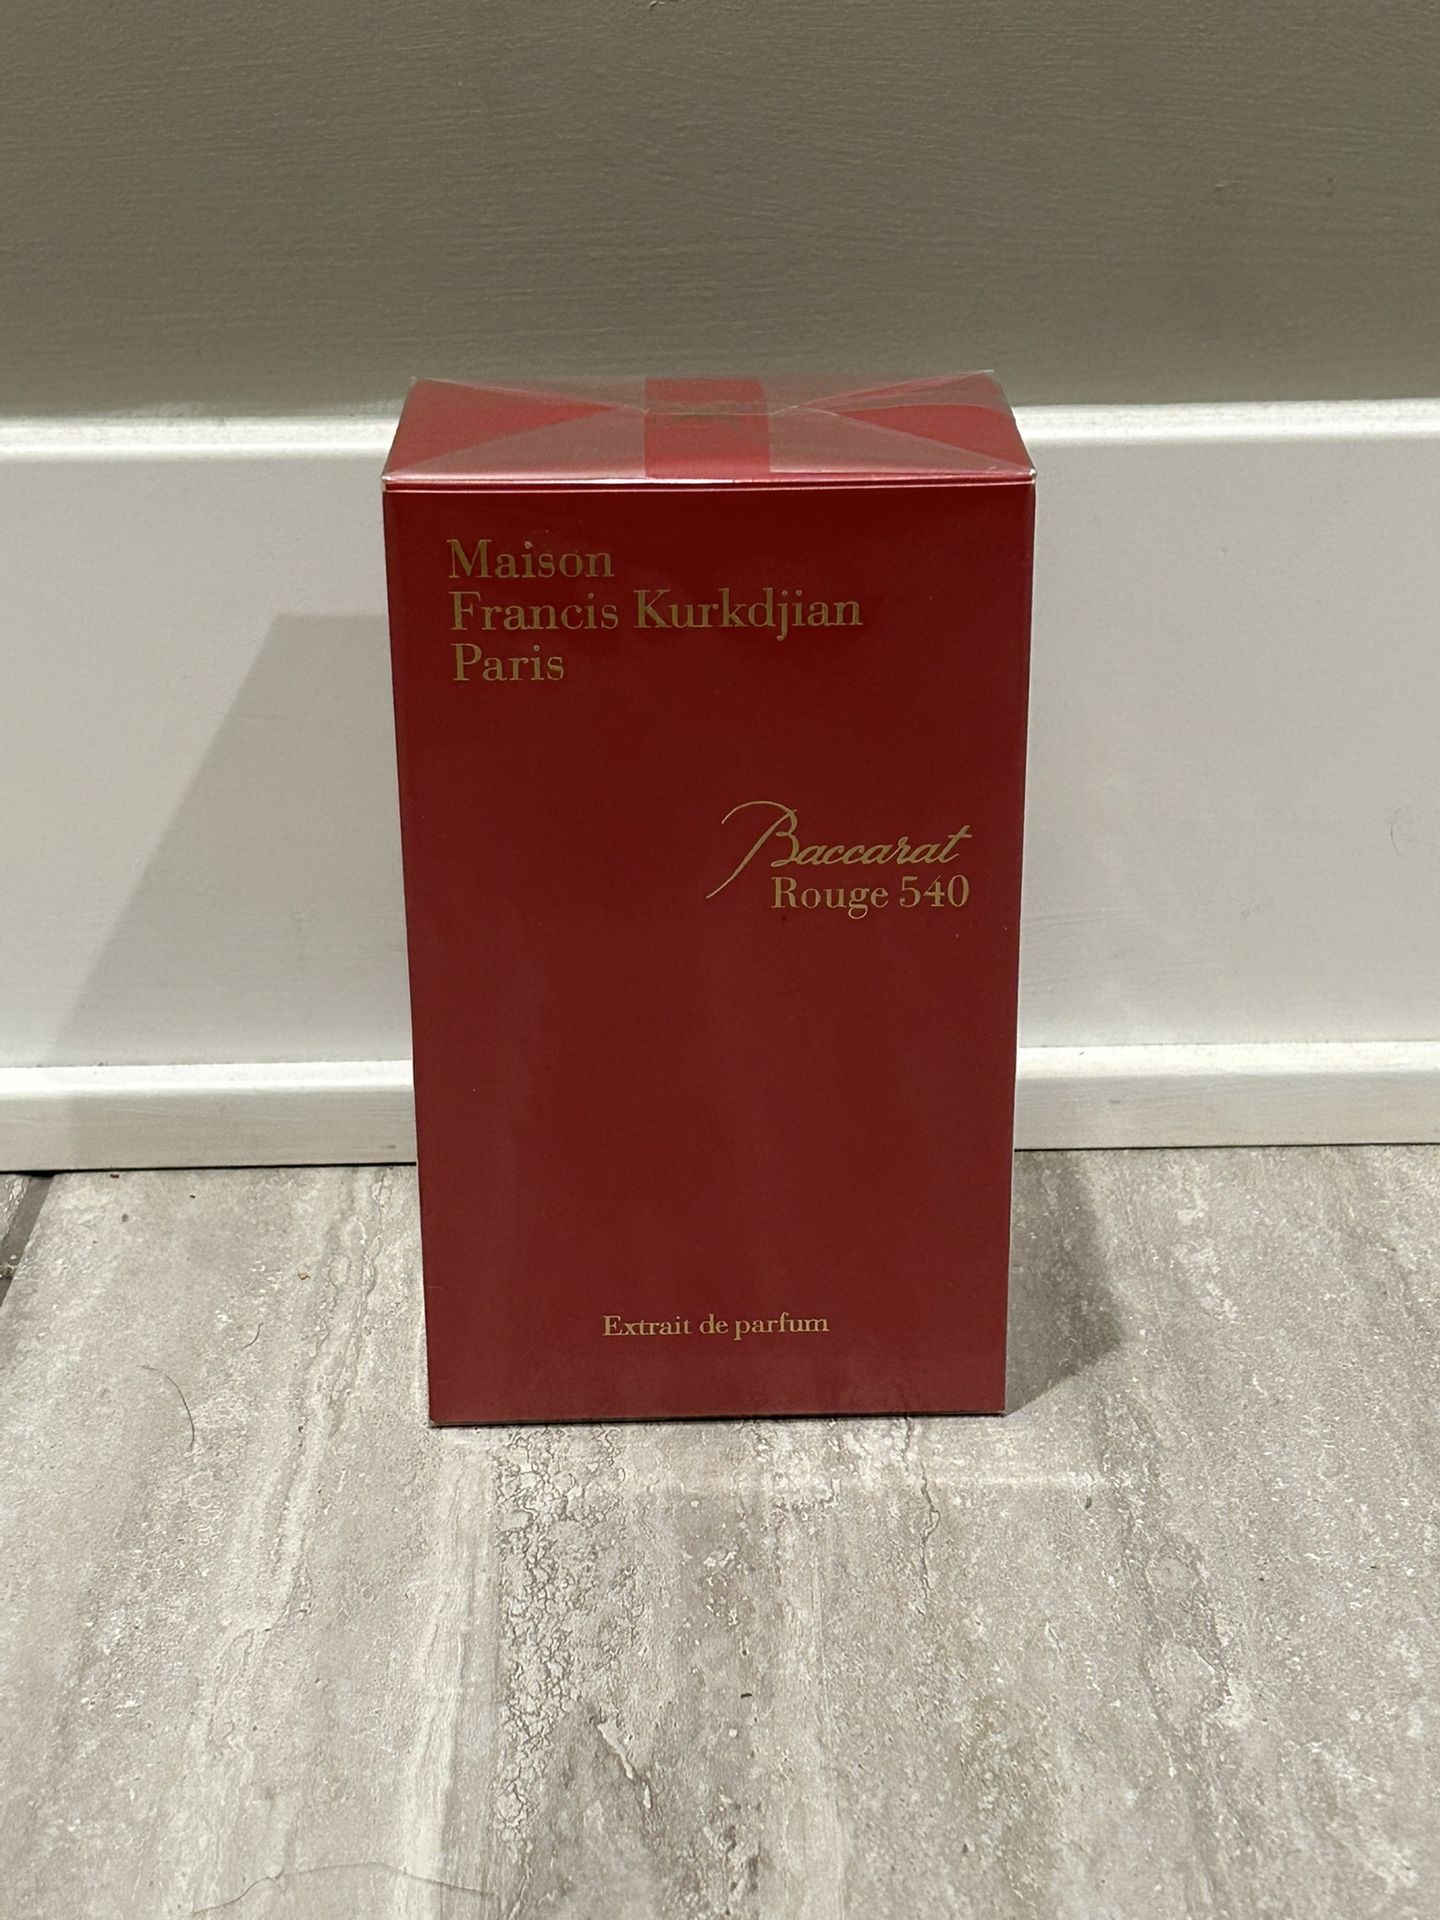 Maison
Francis Kurkdjian
Paris
Baccarat
Rouge 540
Extrait de parfum